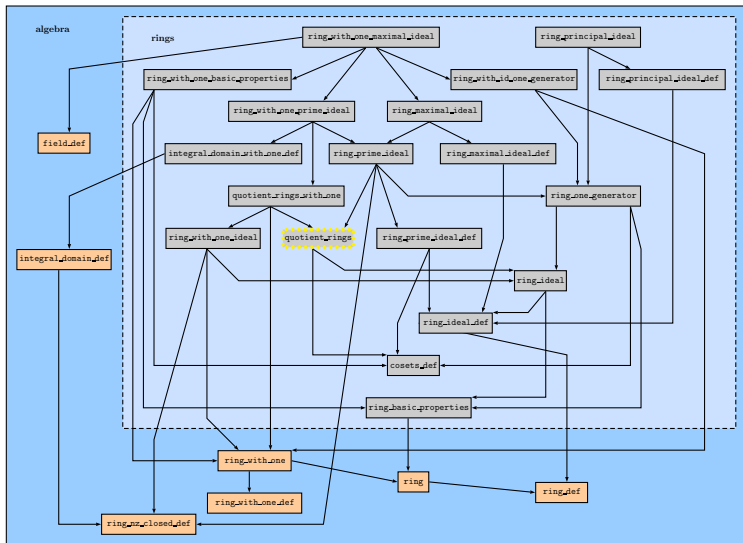 algebra
rings
ring_with_one_maximal_ideal
ring_principal_ideal
ring_with_one_basic_properties
ring_with_id_one_generator
ring_principal_ideal_def
ring_with_one_prime_ideal
ring_maximal_ideal
field_def
integral_domain_with_one_def
ring_prime_ideal
ring_maximal_ideal_def
quotient_rings_with_one
ring_one_generator
ring_with_one_ideal
quotient_rings
ring_prime_ideal_def
integral_domain_def
ring_ideal
ring_ideal_def
cosets_def
ring_basic_properties
ring_with_one
ring
ring_def
ring_with_one_def
ring_nz_closed_def